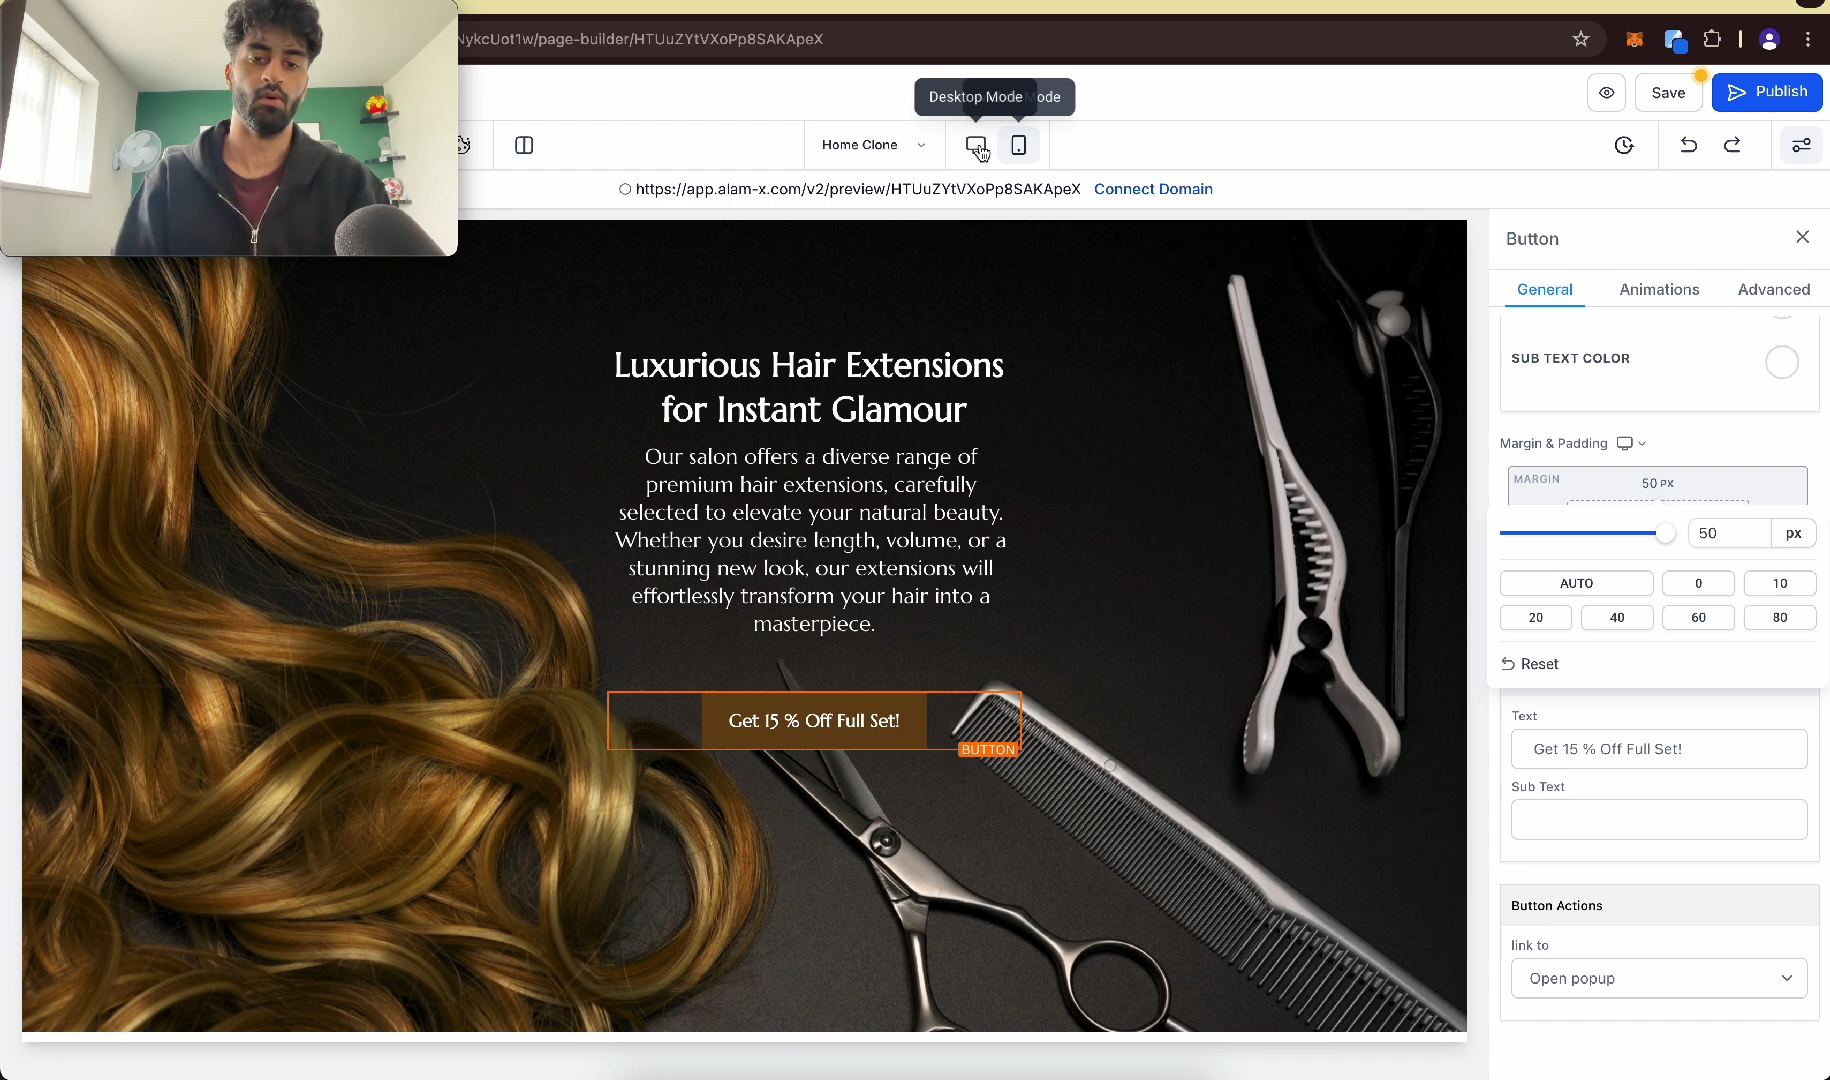 NykcUot1w/page-builder/HTUuZYtVXoPp8SAKApeX
Desktop Mode
ode
Save
Publish
Home Clone
https://app.alam-x.com/v2/preview/HTUuZYtVXoPp8SAKApeX Connect Domain
Button
General Animations Advanced
SUB TEXT COLOR
Margin & Padding
MARGIN
50 PX
50 px
AUTO 0 10
20 40 60 80
Reset
Text
Get 15 % Off Full Set!
Sub Text
Button Actions
link to
Open popup
Luxurious Hair Extensions
for Instant Glamour
Our salon offers a diverse range of
premium hair extensions, carefully
selected to elevate your natural beauty.
Whether you desire length, volume, or a
stunning new look, our extensions will
effortlessly transform your hair into a
masterpiece.
Get 15 % Off Full Set!
BUTTON